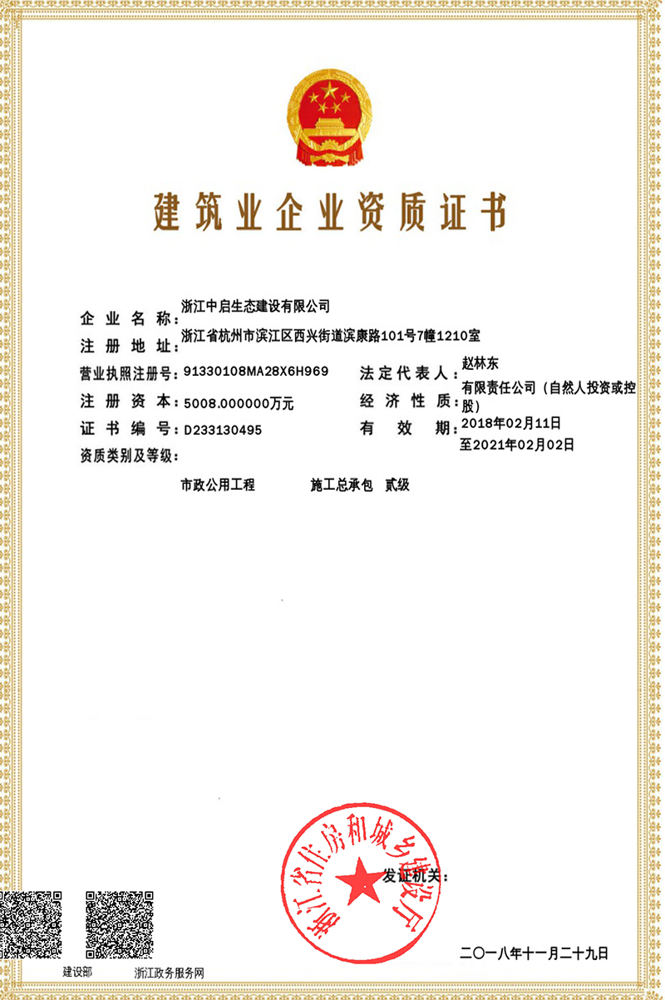 建筑业企业资质证书
企业名称：浙江中启生态建设有限公司
注册地址：浙江省杭州市滨江区西兴街道滨康路101号7幢1210室
营业执照注册号：91330108MA28X6H969 法定代表人：赵林东
注册资本：5008.000000万元 经济性质：有限责任公司（自然人投资或控
股）
证书编号：D233130495 有效期：2018年02月11日
至2021年02月02日
资质类别及等级：
市政公用工程 施工总承包 贰级
浙江省住房和城乡建设厅
发证机关：
二〇一八年十一月二十九日
建设部 浙江政务服务网